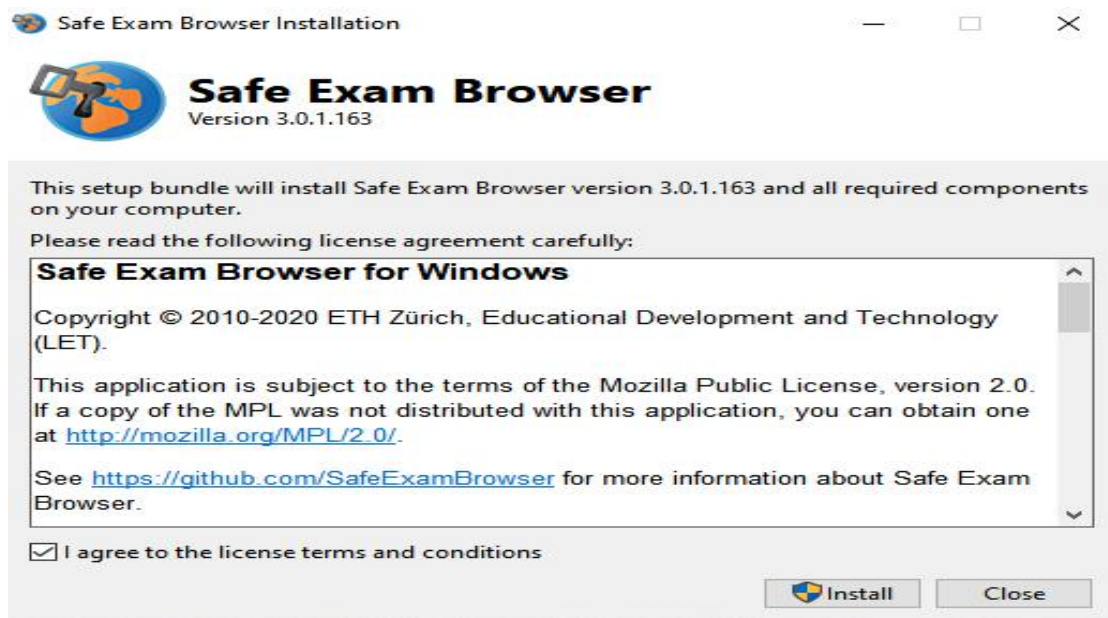 Safe Exam Browser Installation
Safe Exam Browser
Version 3.0.1.163
This setup bundle will install Safe Exam Browser version 3.0.1.163 and all required components
on your computer.
Please read the following license agreement carefully:
Safe Exam Browser for Windows
Copyright © 2010-2020 ETH Zürich, Educational Development and Technology
(LET).
This application is subject to the terms of the Mozilla Public License, version 2.0.
If a copy of the MPL was not distributed with this application, you can obtain one
at http://mozilla.org/MPL/2.0/.
See https://github.com/SafeExamBrowser for more information about Safe Exam
Browser.
I agree to the license terms and conditions
Install
Close